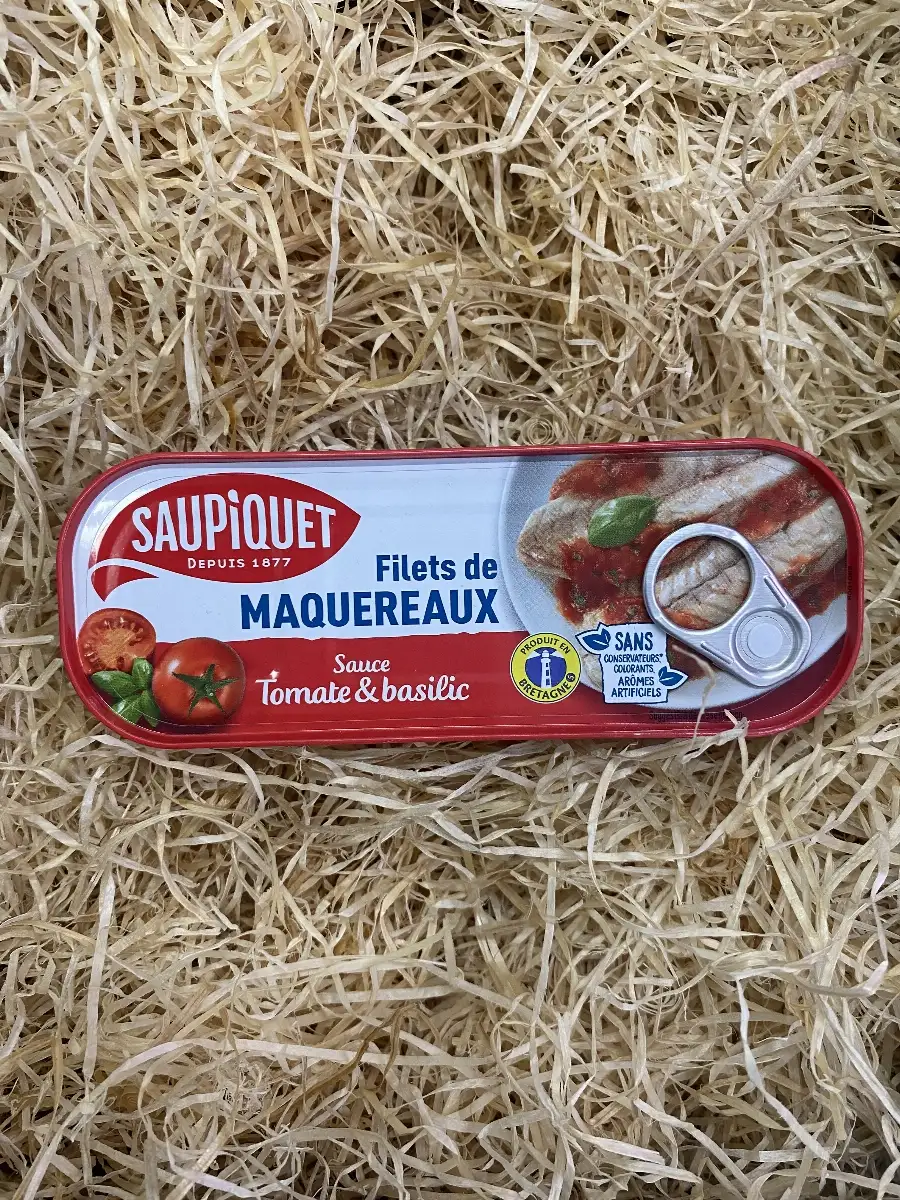 SAUPiQUET
DEPUIS 1877
Filets de
MAQUEREAUX
Sauce
Tomate & basilic
PRODUIT EN
BRETAGNE
SANS
CONSERVATEURS*,
COLORANTS,
ARÔMES
ARTIFICIELS